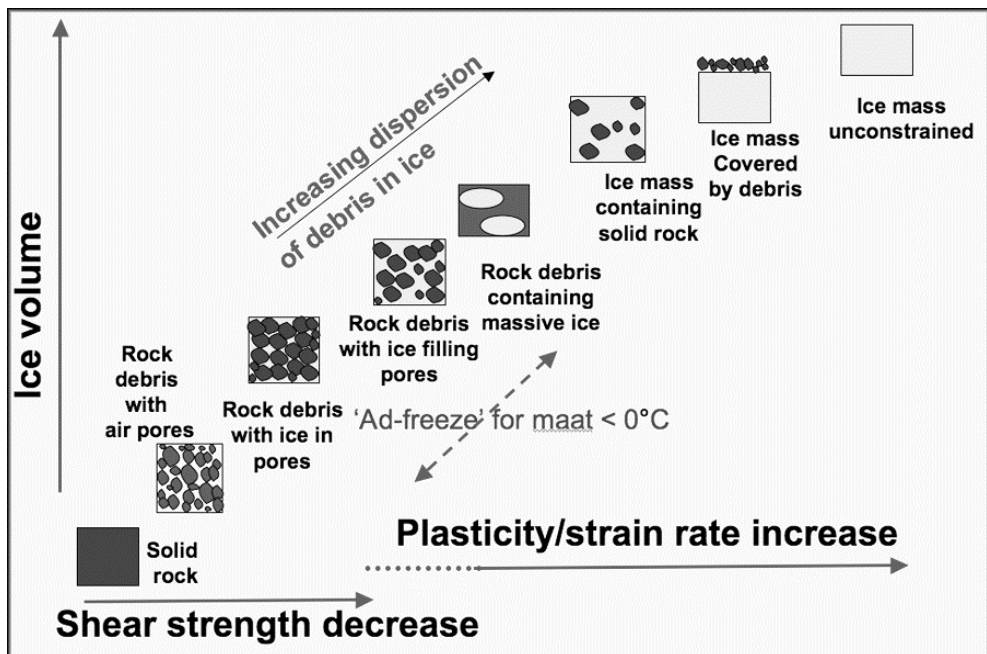 Ice volume
Increasing dispersion
of debris in ice
Ice mass
unconstrained
Ice mass
Covered
by debris
Ice mass
containing
solid rock
Rock debris
containing
massive ice
Rock debris
with ice filling
pores
Rock
debris
with
air pores
Rock debris
with ice in
pores
‘Ad-freeze’ for maat < 0°C
Solid
rock
Plasticity/strain rate increase
Shear strength decrease